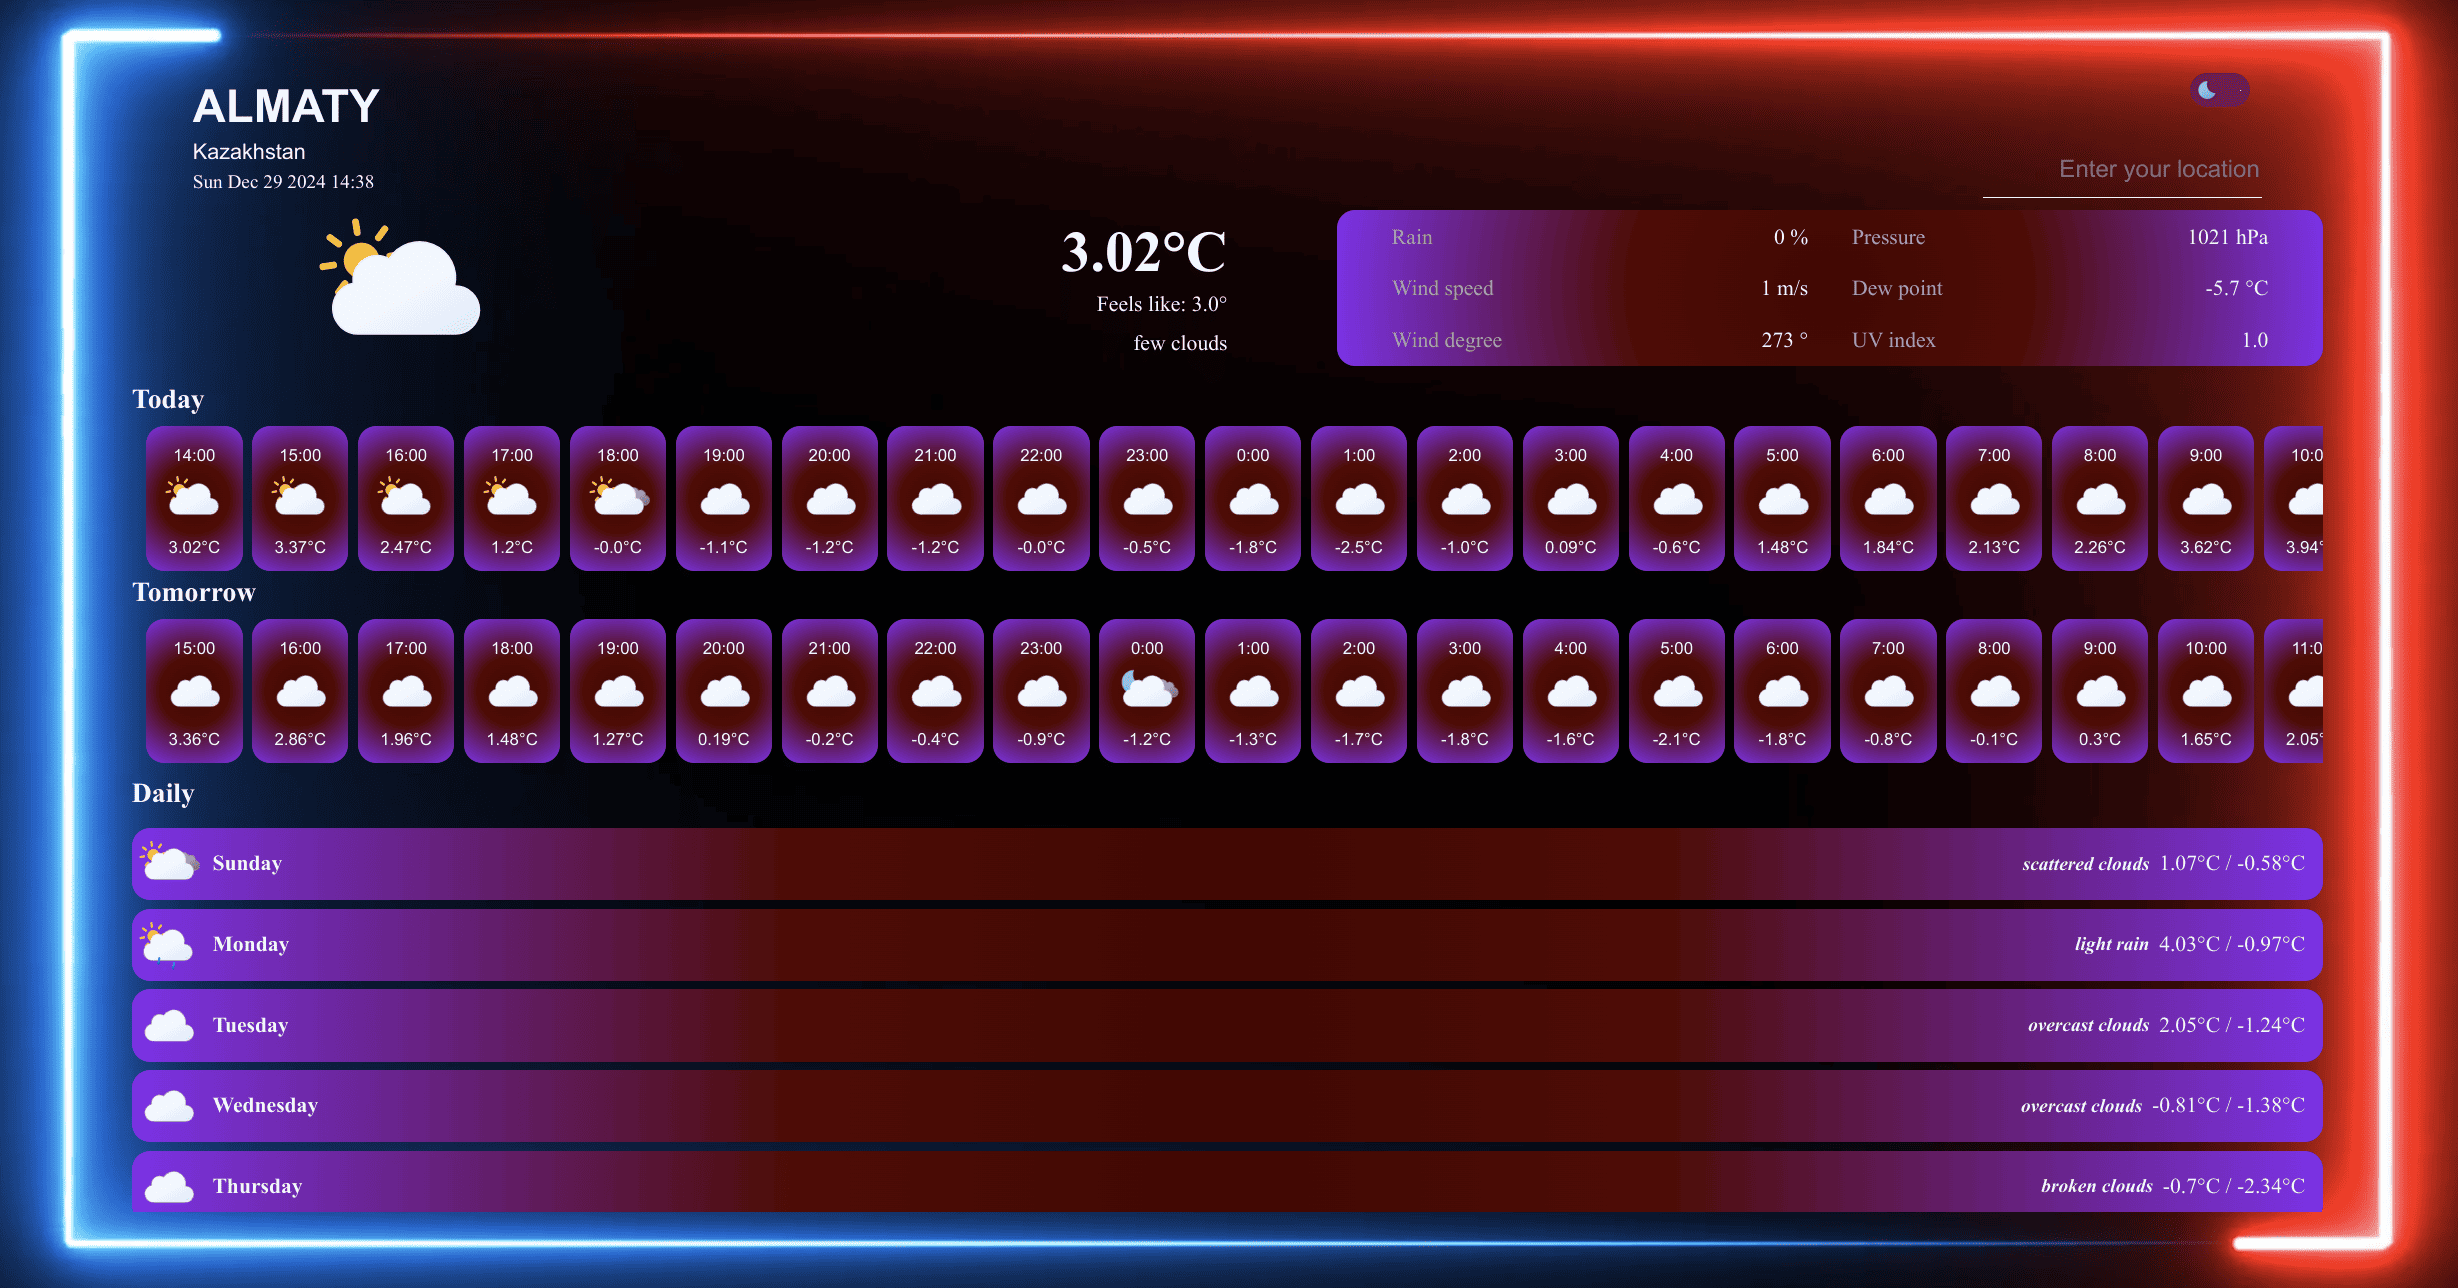 ALMATY
Kazakhstan
Sun Dec 29 2024 14:38
Enter your location
3.02°C
Feels like: 3.0°
few clouds
Rain 0 % Pressure 1021 hPa
Wind speed 1 m/s Dew point -5.7 °C
Wind degree 273 ° UV index 1.0
Today
14:00 15:00 16:00 17:00 18:00 19:00 20:00 21:00 22:00 23:00 0:00 1:00 2:00 3:00 4:00 5:00 6:00 7:00 8:00 9:00 10:0
3.02°C 3.37°C 2.47°C 1.2°C -0.0°C -1.1°C -1.2°C -1.2°C -0.0°C -0.5°C -1.8°C -2.5°C -1.0°C 0.09°C -0.6°C 1.48°C 1.84°C 2.13°C 2.26°C 3.62°C 3.94°
Tomorrow
15:00 16:00 17:00 18:00 19:00 20:00 21:00 22:00 23:00 0:00 1:00 2:00 3:00 4:00 5:00 6:00 7:00 8:00 9:00 10:00 11:0
3.36°C 2.86°C 1.96°C 1.48°C 1.27°C 0.19°C -0.2°C -0.4°C -0.9°C -1.2°C -1.3°C -1.7°C -1.8°C -1.6°C -2.1°C -1.8°C -0.8°C -0.1°C 0.3°C 1.65°C 2.05°
Daily
Sunday scattered clouds 1.07°C / -0.58°C
Monday light rain 4.03°C / -0.97°C
Tuesday overcast clouds 2.05°C / -1.24°C
Wednesday overcast clouds -0.81°C / -1.38°C
Thursday broken clouds -0.7°C / -2.34°C